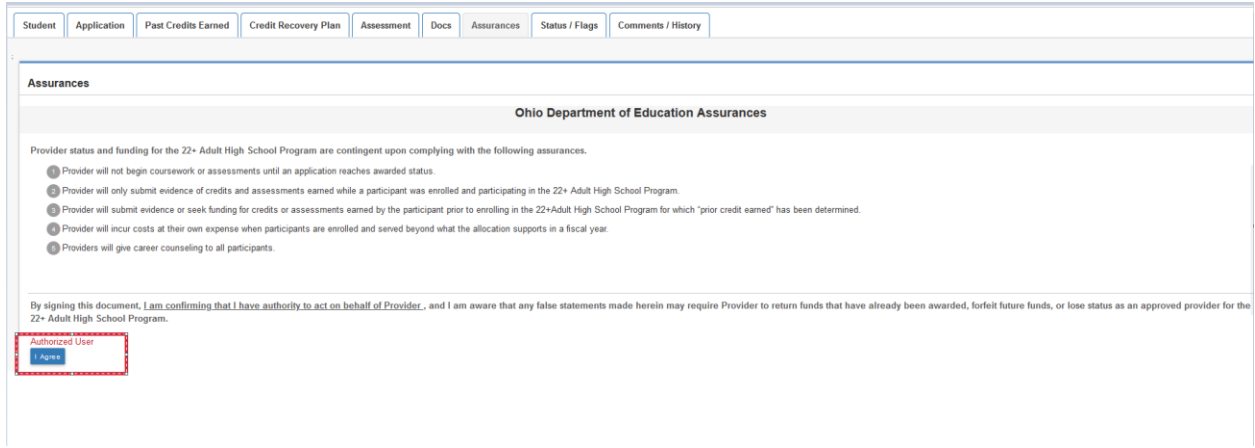 Student Application Past Credits Earned Credit Recovery Plan Assessment Docs Assurances Status / Flags Comments / History
Assurances
Ohio Department of Education Assurances
Provider status and funding for the 22+ Adult High School Program are contingent upon complying with the following assurances.
1 Provider will not begin coursework or assessments until an application reaches awarded status.
2 Provider will only submit evidence of credits and assessments earned while a participant was enrolled and participating in the 22+ Adult High School Program.
3 Provider will submit evidence or seek funding for credits or assessments earned by the participant prior to enrolling in the 22+Adult High School Program for which "prior credit earned" has been determined.
4 Provider will incur costs at their own expense when participants are enrolled and served beyond what the allocation supports in a fiscal year.
5 Providers will give career counseling to all participants.
By signing this document, I am confirming that I have authority to act on behalf of Provider , and I am aware that any false statements made herein may require Provider to return funds that have already been awarded, forfeit future funds, or lose status as an approved provider for the
22+ Adult High School Program.
Authorized User
I Agree